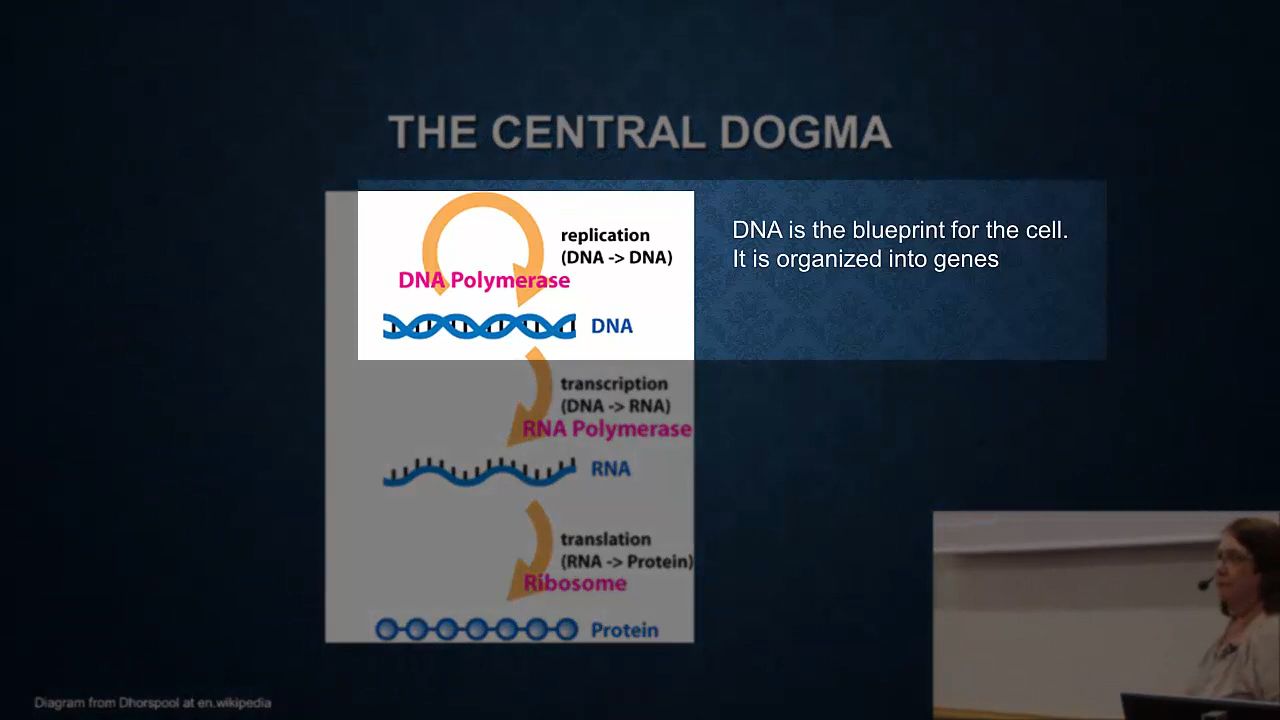 THE CENTRAL DOGMA
replication
(DNA -> DNA)
DNA Polymerase
DNA
DNA is the blueprint for the cell.
It is organized into genes
transcription
(DNA -> RNA)
RNA Polymerase
RNA
translation
(RNA -> Protein)
Ribosome
Protein
Diagram from Dhorspool at en.wikipedia